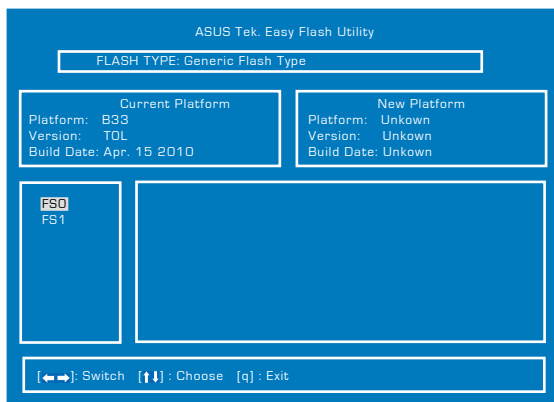 ASUS Tek. Easy Flash Utility
FLASH TYPE: Generic Flash Type
Current Platform
Platform: B33
Version: TOL
Build Date: Apr. 15 2010
New Platform
Platform: Unkown
Version: Unkown
Build Date: Unkown
FS0
FS1
[←→]: Switch [↑↓] : Choose [q] : Exit